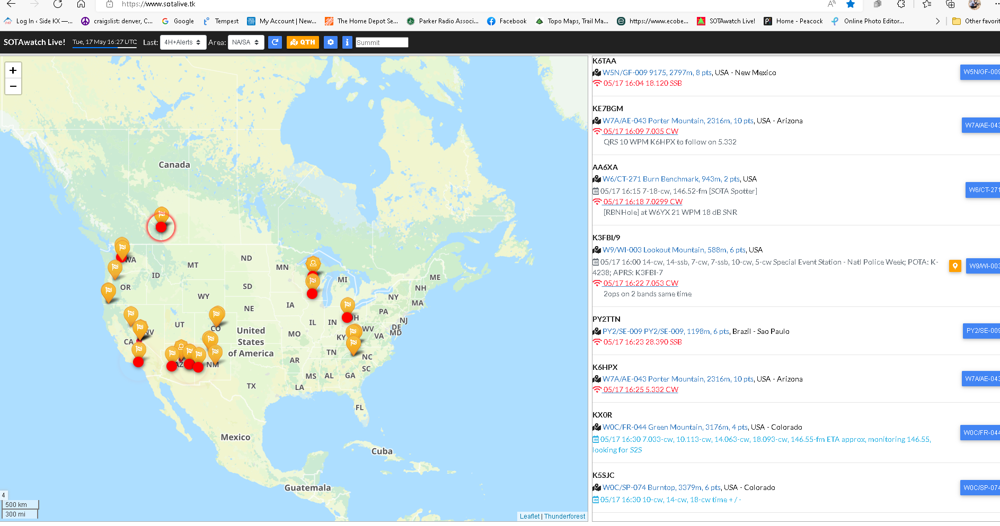 https://www.sotalive.tk
Log In ‹ Side KX —... craigslist: denver, C... Google Tempest My Account | New... The Home Depot Se... Parker Radio Associ... Facebook Topo Maps, Trail Ma... https://www.ecobe... SOTAwatch Live! Home - Peacock Online Photo Editor... Other favorit
SOTAwatch Live! Tue, 17 May 16:27 UTC Last: 4H+Alerts Area: NA/SA QTH i Summit
+
−
Canada
WA
MT
ND
MN
ID
OR
SD
WY
MI
ME
NH
NY
MA
IA
NE
PA
UT
IL
IN
OH
NJ
DE
MD
NV
CO
United
States
of America
MO
KY
WV
VA
CA
TN
NC
AZ
NM
AR
SC
MS
AL
GA
TX
LA
FL
Mexico
Cuba
Guatemala
4
500 km
300 mi
Leaflet | Thunderforest
K6TAA
W5N/GF-009 9175, 2797m, 8 pts, USA - New Mexico
W5N/GF-009
05/17 16:04 18.120 SSB
KE7BGM
W7A/AE-043 Porter Mountain, 2316m, 10 pts, USA - Arizona
W7A/AE-043
05/17 16:09 7.035 CW
QRS 10 WPM K6HPX to follow on 5.332
AA6XA
W6/CT-271 Burn Benchmark, 943m, 2 pts, USA
05/17 16:15 7-18-cw, 146.52-fm [SOTA Spotter]
W6/CT-271
05/17 16:18 7.0299 CW
[RBNHole] at W6YX 21 WPM 18 dB SNR
K3FBI/9
W9/WI-003 Lookout Mountain, 588m, 6 pts, USA
05/17 16:00 14-cw, 14-ssb, 7-cw, 7-ssb, 10-cw, 5-cw Special Event Station - Natl Police Week; POTA: K-
4238; APRS: K3FBI-7
W9/WI-003
05/17 16:22 7.053 CW
2ops on 2 bands same time
PY2TTN
PY2/SE-009 PY2/SE-009, 1198m, 6 pts, Brazil - Sao Paulo
PY2/SE-009
05/17 16:23 28.390 SSB
K6HPX
W7A/AE-043 Porter Mountain, 2316m, 10 pts, USA - Arizona
W7A/AE-043
05/17 16:25 5.332 CW
KX0R
W0C/FR-044 Green Mountain, 3176m, 4 pts, USA - Colorado
W0C/FR-044
05/17 16:30 7.033-cw, 10.113-cw, 14.063-cw, 18.093-cw, 146.55-fm ETA approx, monitoring 146.55,
looking for S2S
K5SJC
W0C/SP-074 Burntop, 3379m, 6 pts, USA - Colorado
W0C/SP-074
05/17 16:30 10-cw, 14-cw, 18-cw time + / -